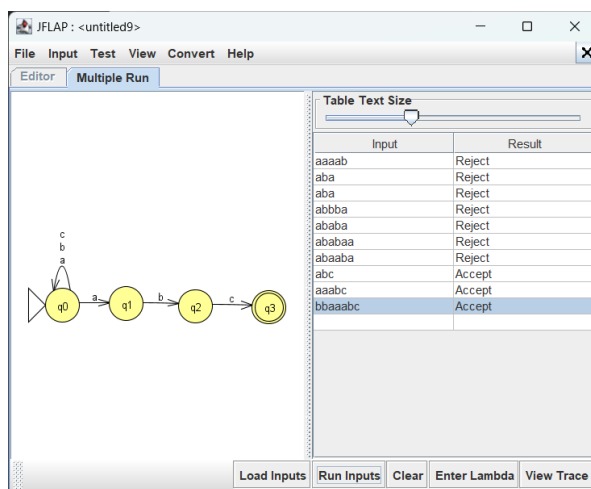 JFLAP : <untitled9>
File Input Test View Convert Help
Editor Multiple Run
Table Text Size
Input Result
aaaab Reject
aba Reject
aba Reject
abbba Reject
ababa Reject
ababaa Reject
abaaba Reject
abc Accept
aaabc Accept
bbaaabc Accept
c
b
a
q0 a q1 b q2 c q3
Load Inputs Run Inputs Clear Enter Lambda View Trace